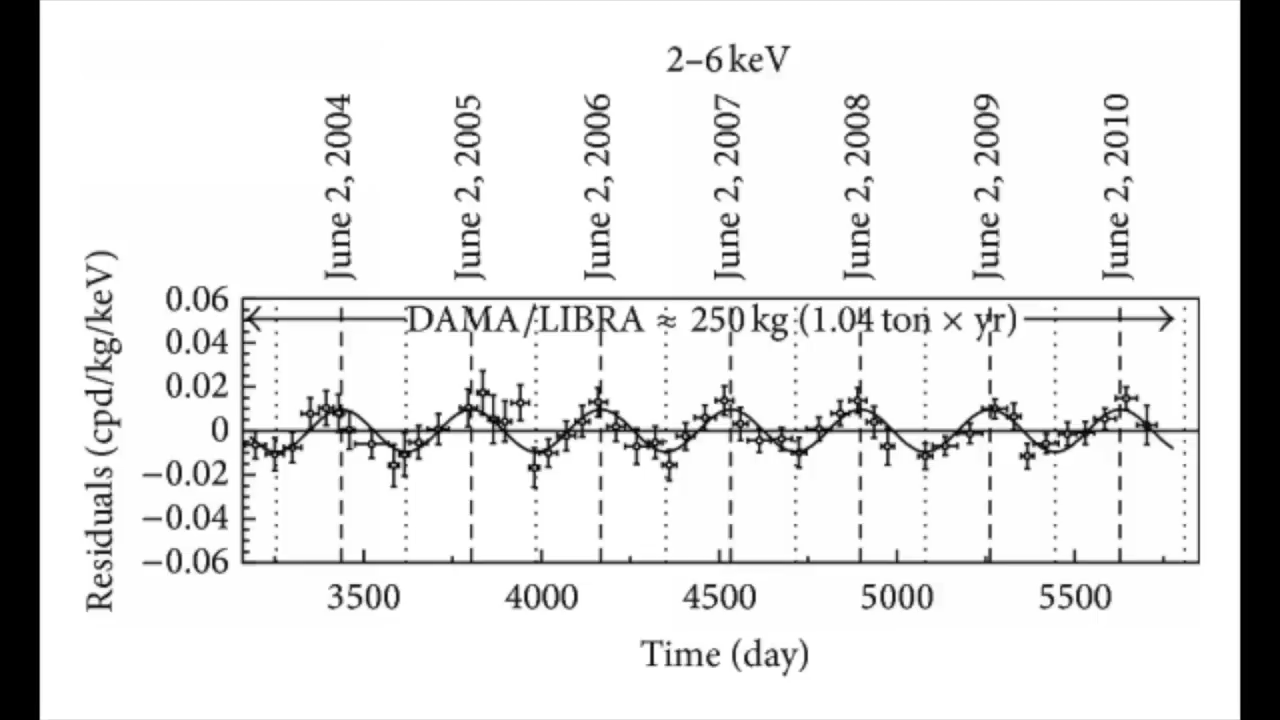 2–6 keV
June 2, 2004
June 2, 2005
June 2, 2006
June 2, 2007
June 2, 2008
June 2, 2009
June 2, 2010
Residuals (cpd/kg/keV)
0.06
0.04
0.02
0
−0.02
−0.04
−0.06
DAMA/LIBRA ≈ 250 kg (1.04 ton × yr)
3500 4000 4500 5000 5500
Time (day)